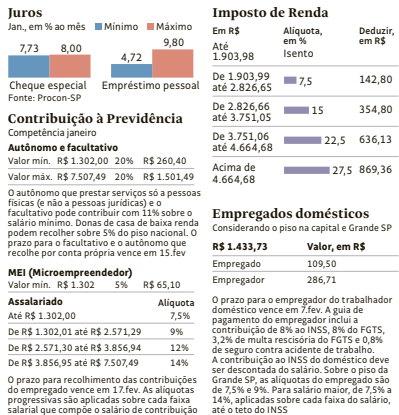 Juros
Jan., em % ao mês
Mínimo
Máximo
7,73
8,00
4,72
9,80
Cheque especial
Empréstimo pessoal
Fonte: Procon-SP
Contribuição à Previdência
Competência janeiro
Autônomo e facultativo
Valor mín. R$ 1.302,00 20% R$ 260,40
Valor máx. R$ 7.507,49 20% R$ 1.501,49
O autônomo que prestar serviços só a pessoas
físicas (e não a pessoas jurídicas) e o
facultativo pode contribuir com 11% sobre o
salário mínimo. Donas de casa de baixa renda
podem recolher sobre 5% do piso nacional. O
prazo para o facultativo e o autônomo que
recolhe por conta própria vence em 15.fev
MEI (Microempreendedor)
Valor mín. R$ 1.302 5% R$ 65,10
Assalariado Alíquota
Até R$ 1.302,00 7,5%
De R$ 1.302,01 até R$ 2.571,29 9%
De R$ 2.571,30 até R$ 3.856,94 12%
De R$ 3.856,95 até R$ 7.507,49 14%
O prazo para recolhimento das contribuições
do empregado vence em 17.fev. As alíquotas
progressivas são aplicadas sobre cada faixa
salarial que compõe o salário de contribuição
Imposto de Renda
Em R$ Alíquota, Deduzir,
em % em R$
Até Isento
1.903,98
De 1.903,99 7,5 142,80
até 2.826,65
De 2.826,66 15 354,80
até 3.751,05
De 3.751,06 22,5 636,13
até 4.664,68
Acima de 27,5 869,36
4.664,68
Empregados domésticos
Considerando o piso na capital e Grande SP
R$ 1.433,73 Valor, em R$
Empregado 109,50
Empregador 286,71
O prazo para o empregador do trabalhador
doméstico vence em 7.fev. A guia de
pagamento do empregador inclui a
contribuição de 8% ao INSS, 8% do FGTS,
3,2% de multa rescisória do FGTS e 0,8%
de seguro contra acidente de trabalho.
A contribuição ao INSS do doméstico deve
ser descontada do salário. Sobre o piso da
Grande SP, as alíquotas do empregado são
de 7,5% e 9%. Para salário maior, de 7,5% a
14%, aplicadas sobre cada faixa do salário,
até o teto do INSS